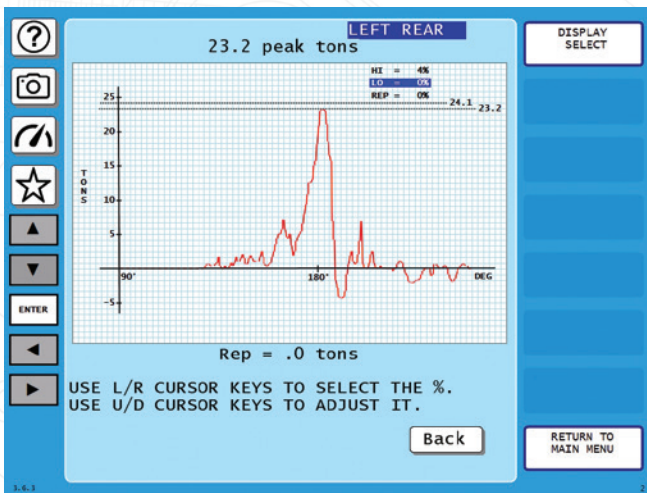 LEFT REAR
DISPLAY
SELECT
23.2 peak tons
HI = 4%
LO = 0%
REP = 0%
24.1
23.2
25
20
15
10
5
-5
TONS
90°
180°
DEG
ENTER
Rep = .0 tons
USE L/R CURSOR KEYS TO SELECT THE %.
USE U/D CURSOR KEYS TO ADJUST IT.
Back
RETURN TO
MAIN MENU
3.6.3
2